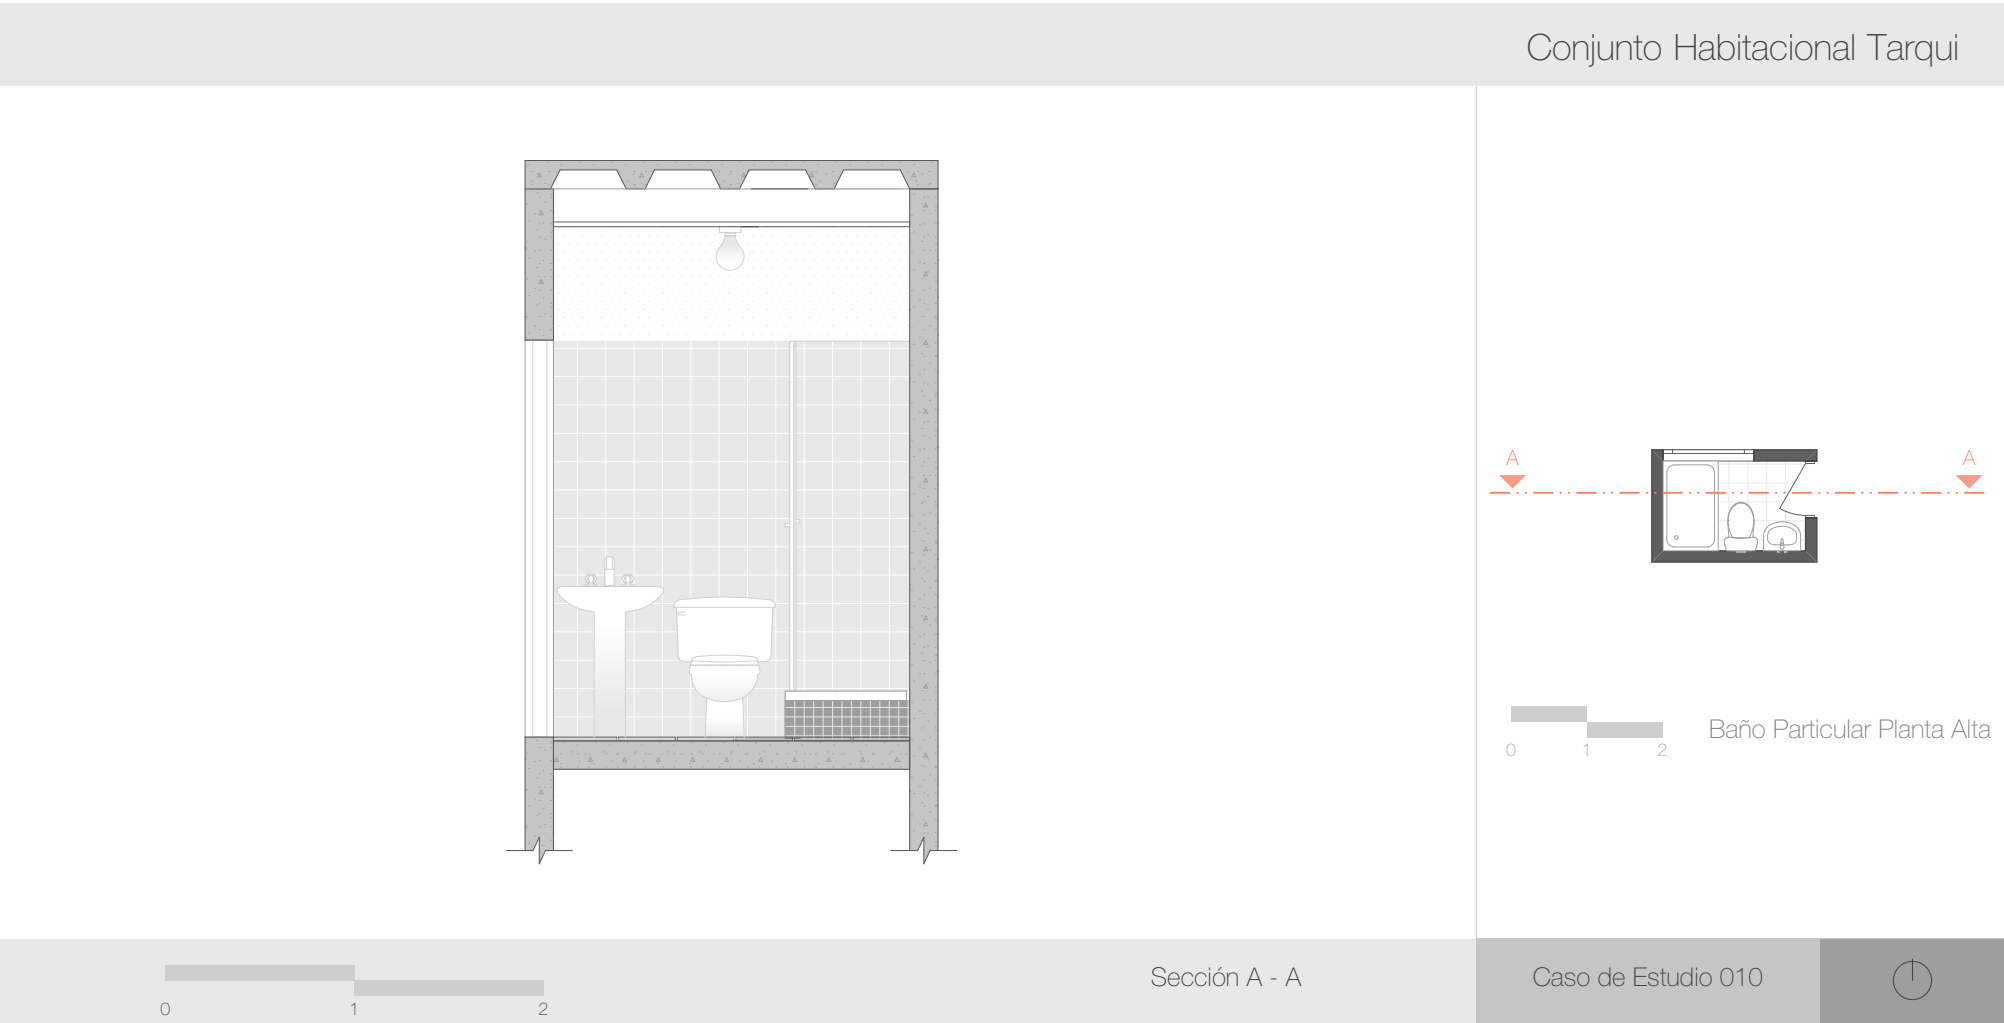 Conjunto Habitacional Tarqui
A A
0 1 2
Baño Particular Planta Alta
0 1 2
Sección A - A
Caso de Estudio 010